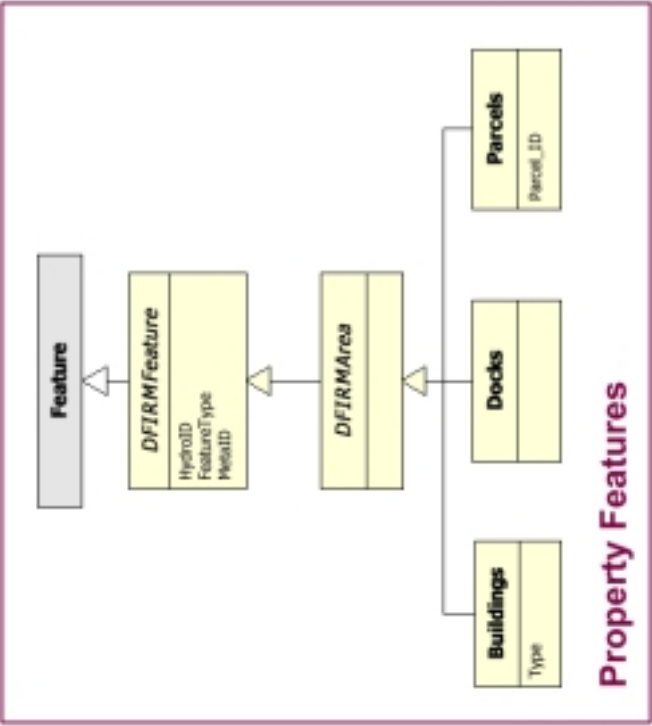 Feature
DFIRMFeature
HydroID
FeatureType
MetaID
DFIRMArea
Buildings
Type
Docks
Parcels
Parcel_ID
Property Features